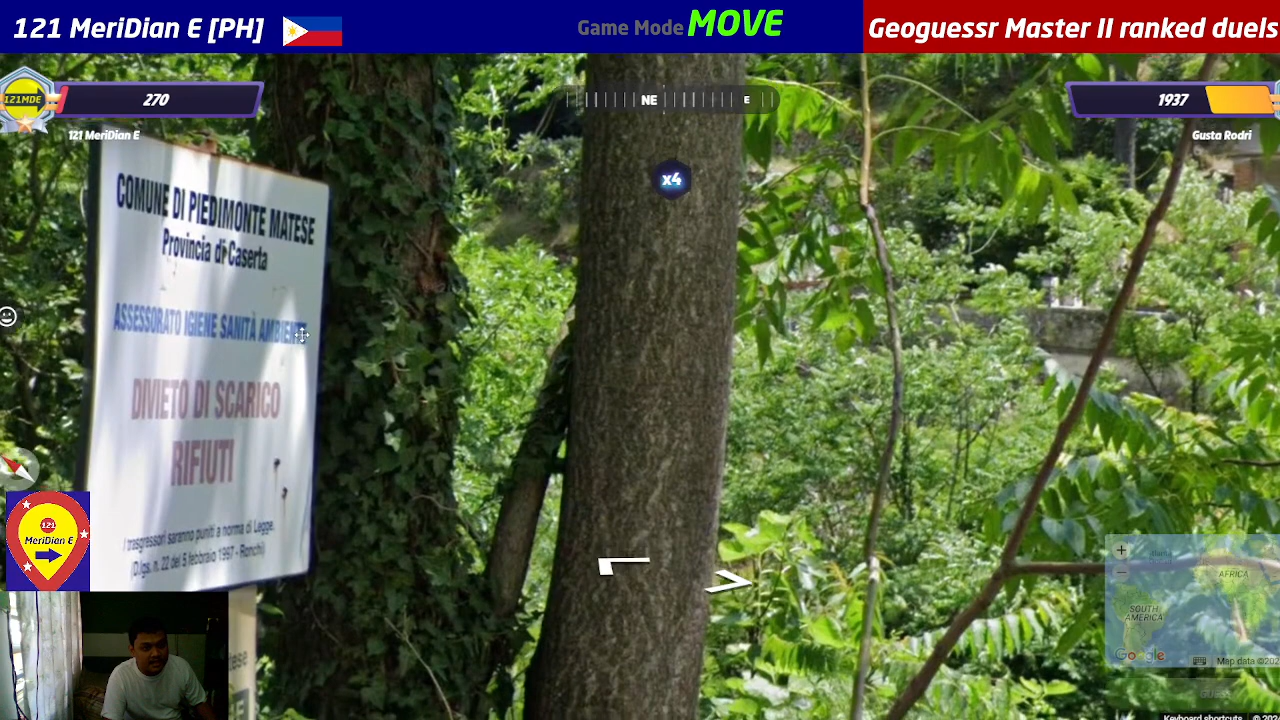 121 MeriDian E [PH]
Game Mode MOVE
Geoguessr Master II ranked duels
121MDE
270
1937
121 MeriDian E
Gusta Rodri
NE
E
x4
COMUNE DI PIEDIMONTE MATESE
Provincia di Caserta
ASSESSORATO IGIENE SANITÀ AMBIENTE
DIVIETO DI SCARICO
RIFIUTI
I trasgressori saranno puniti a norma di Legge.
(D.lgs. n. 22 del 5 febbraio 1997 - Ronchi)
121
MeriDian E
AFRICA
SOUTH
AMERICA
Google
Map data ©202
GUESS
Keyboard shortcuts
© 202